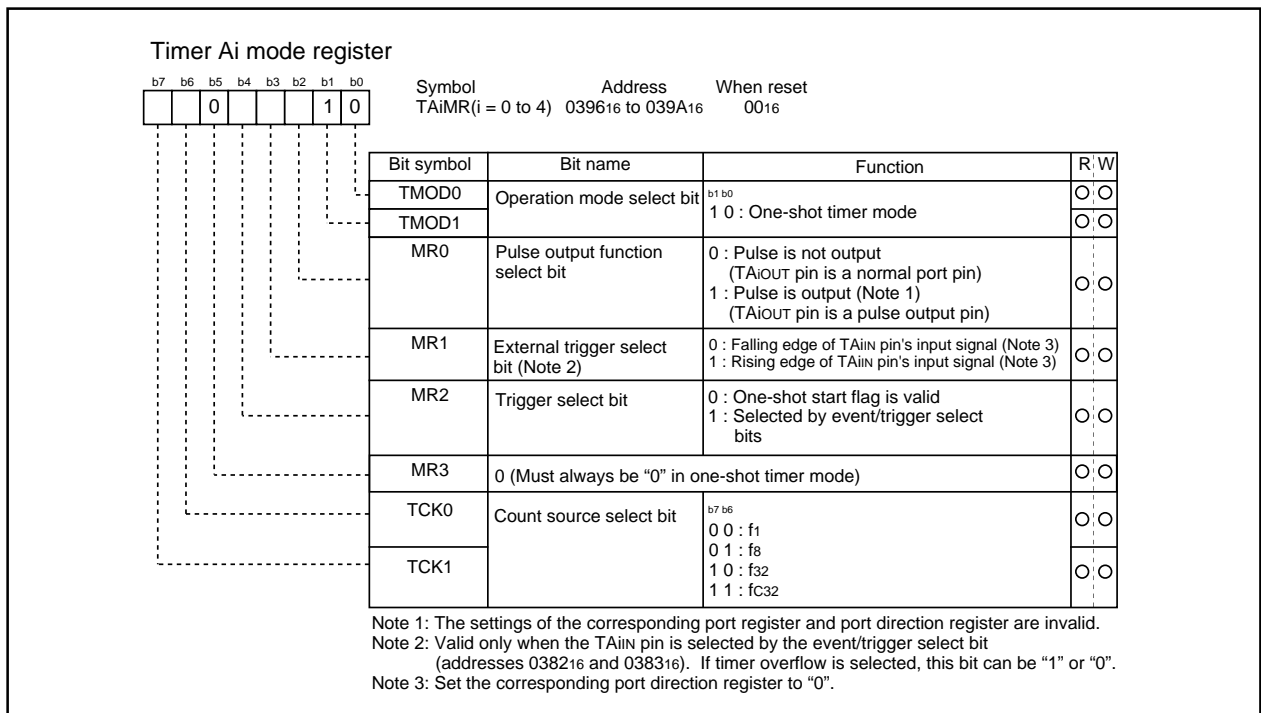 Timer Ai mode register
b7 b6 b5 b4 b3 b2 b1 b0
0 1 0
Symbol Address When reset
TAiMR(i = 0 to 4) 039616 to 039A16 0016
Bit symbol Bit name Function R W
TMOD0 Operation mode select bit b1 b0
1 0 : One-shot timer mode
TMOD1
MR0 Pulse output function select bit
0 : Pulse is not output
(TAiOUT pin is a normal port pin)
1 : Pulse is output (Note 1)
(TAiOUT pin is a pulse output pin)
MR1 External trigger select bit (Note 2)
0 : Falling edge of TAiIN pin's input signal (Note 3)
1 : Rising edge of TAiIN pin's input signal (Note 3)
MR2 Trigger select bit
0 : One-shot start flag is valid
1 : Selected by event/trigger select
bits
MR3 0 (Must always be “0” in one-shot timer mode)
TCK0 Count source select bit b7 b6
0 0 : f1
0 1 : f8
TCK1 1 0 : f32
1 1 : fC32
Note 1: The settings of the corresponding port register and port direction register are invalid.
Note 2: Valid only when the TAiIN pin is selected by the event/trigger select bit
(addresses 038216 and 038316). If timer overflow is selected, this bit can be “1” or “0”.
Note 3: Set the corresponding port direction register to “0”.